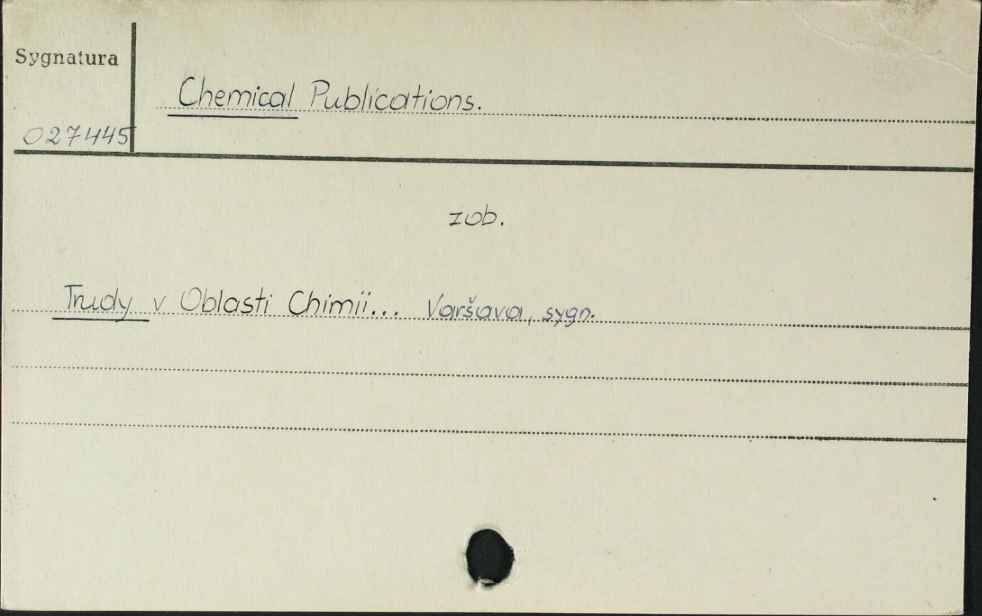 Sygnatura
Chemical Publications.
027445
zob.
Trudy v Oblasti Chimii... Varšava, sygn.